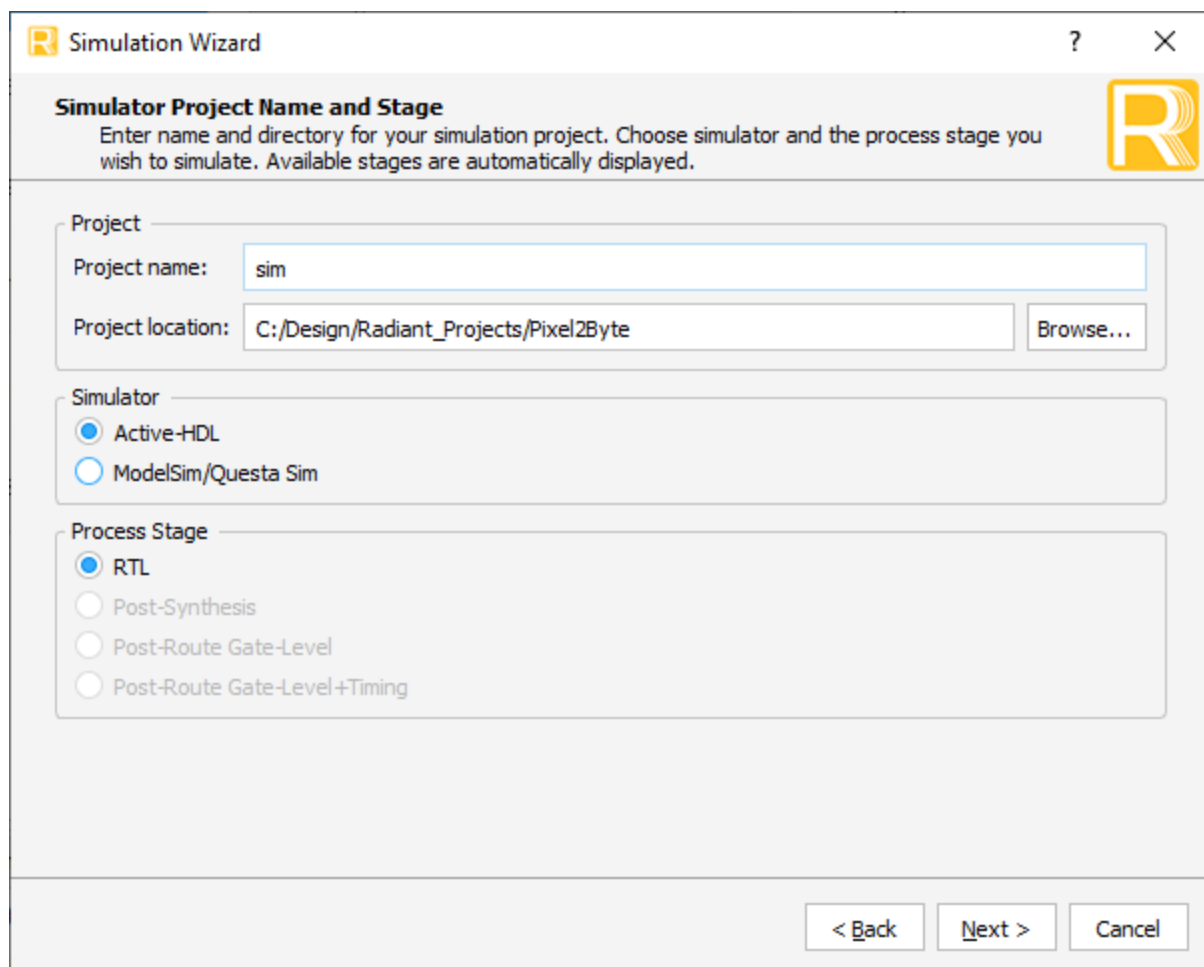 Simulation Wizard
?
Simulator Project Name and Stage
Enter name and directory for your simulation project. Choose simulator and the process stage you
wish to simulate. Available stages are automatically displayed.
R
Project
Project name: sim
Project location: C:/Design/Radiant_Projects/Pixel2Byte Browse...
Simulator
Active-HDL
ModelSim/Questa Sim
Process Stage
RTL
Post-Synthesis
Post-Route Gate-Level
Post-Route Gate-Level+Timing
< Back Next > Cancel